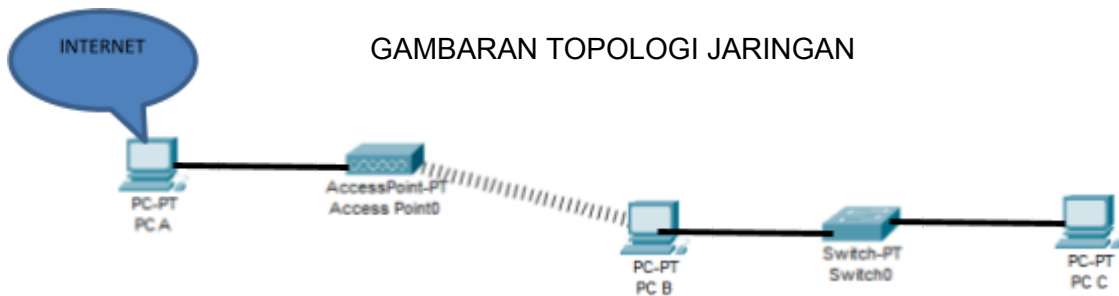 INTERNET
GAMBARAN TOPOLOGI JARINGAN
PC-PT
PC A
AccessPoint-PT
Access Point0
PC-PT
PC B
Switch-PT
Switch0
PC-PT
PC C